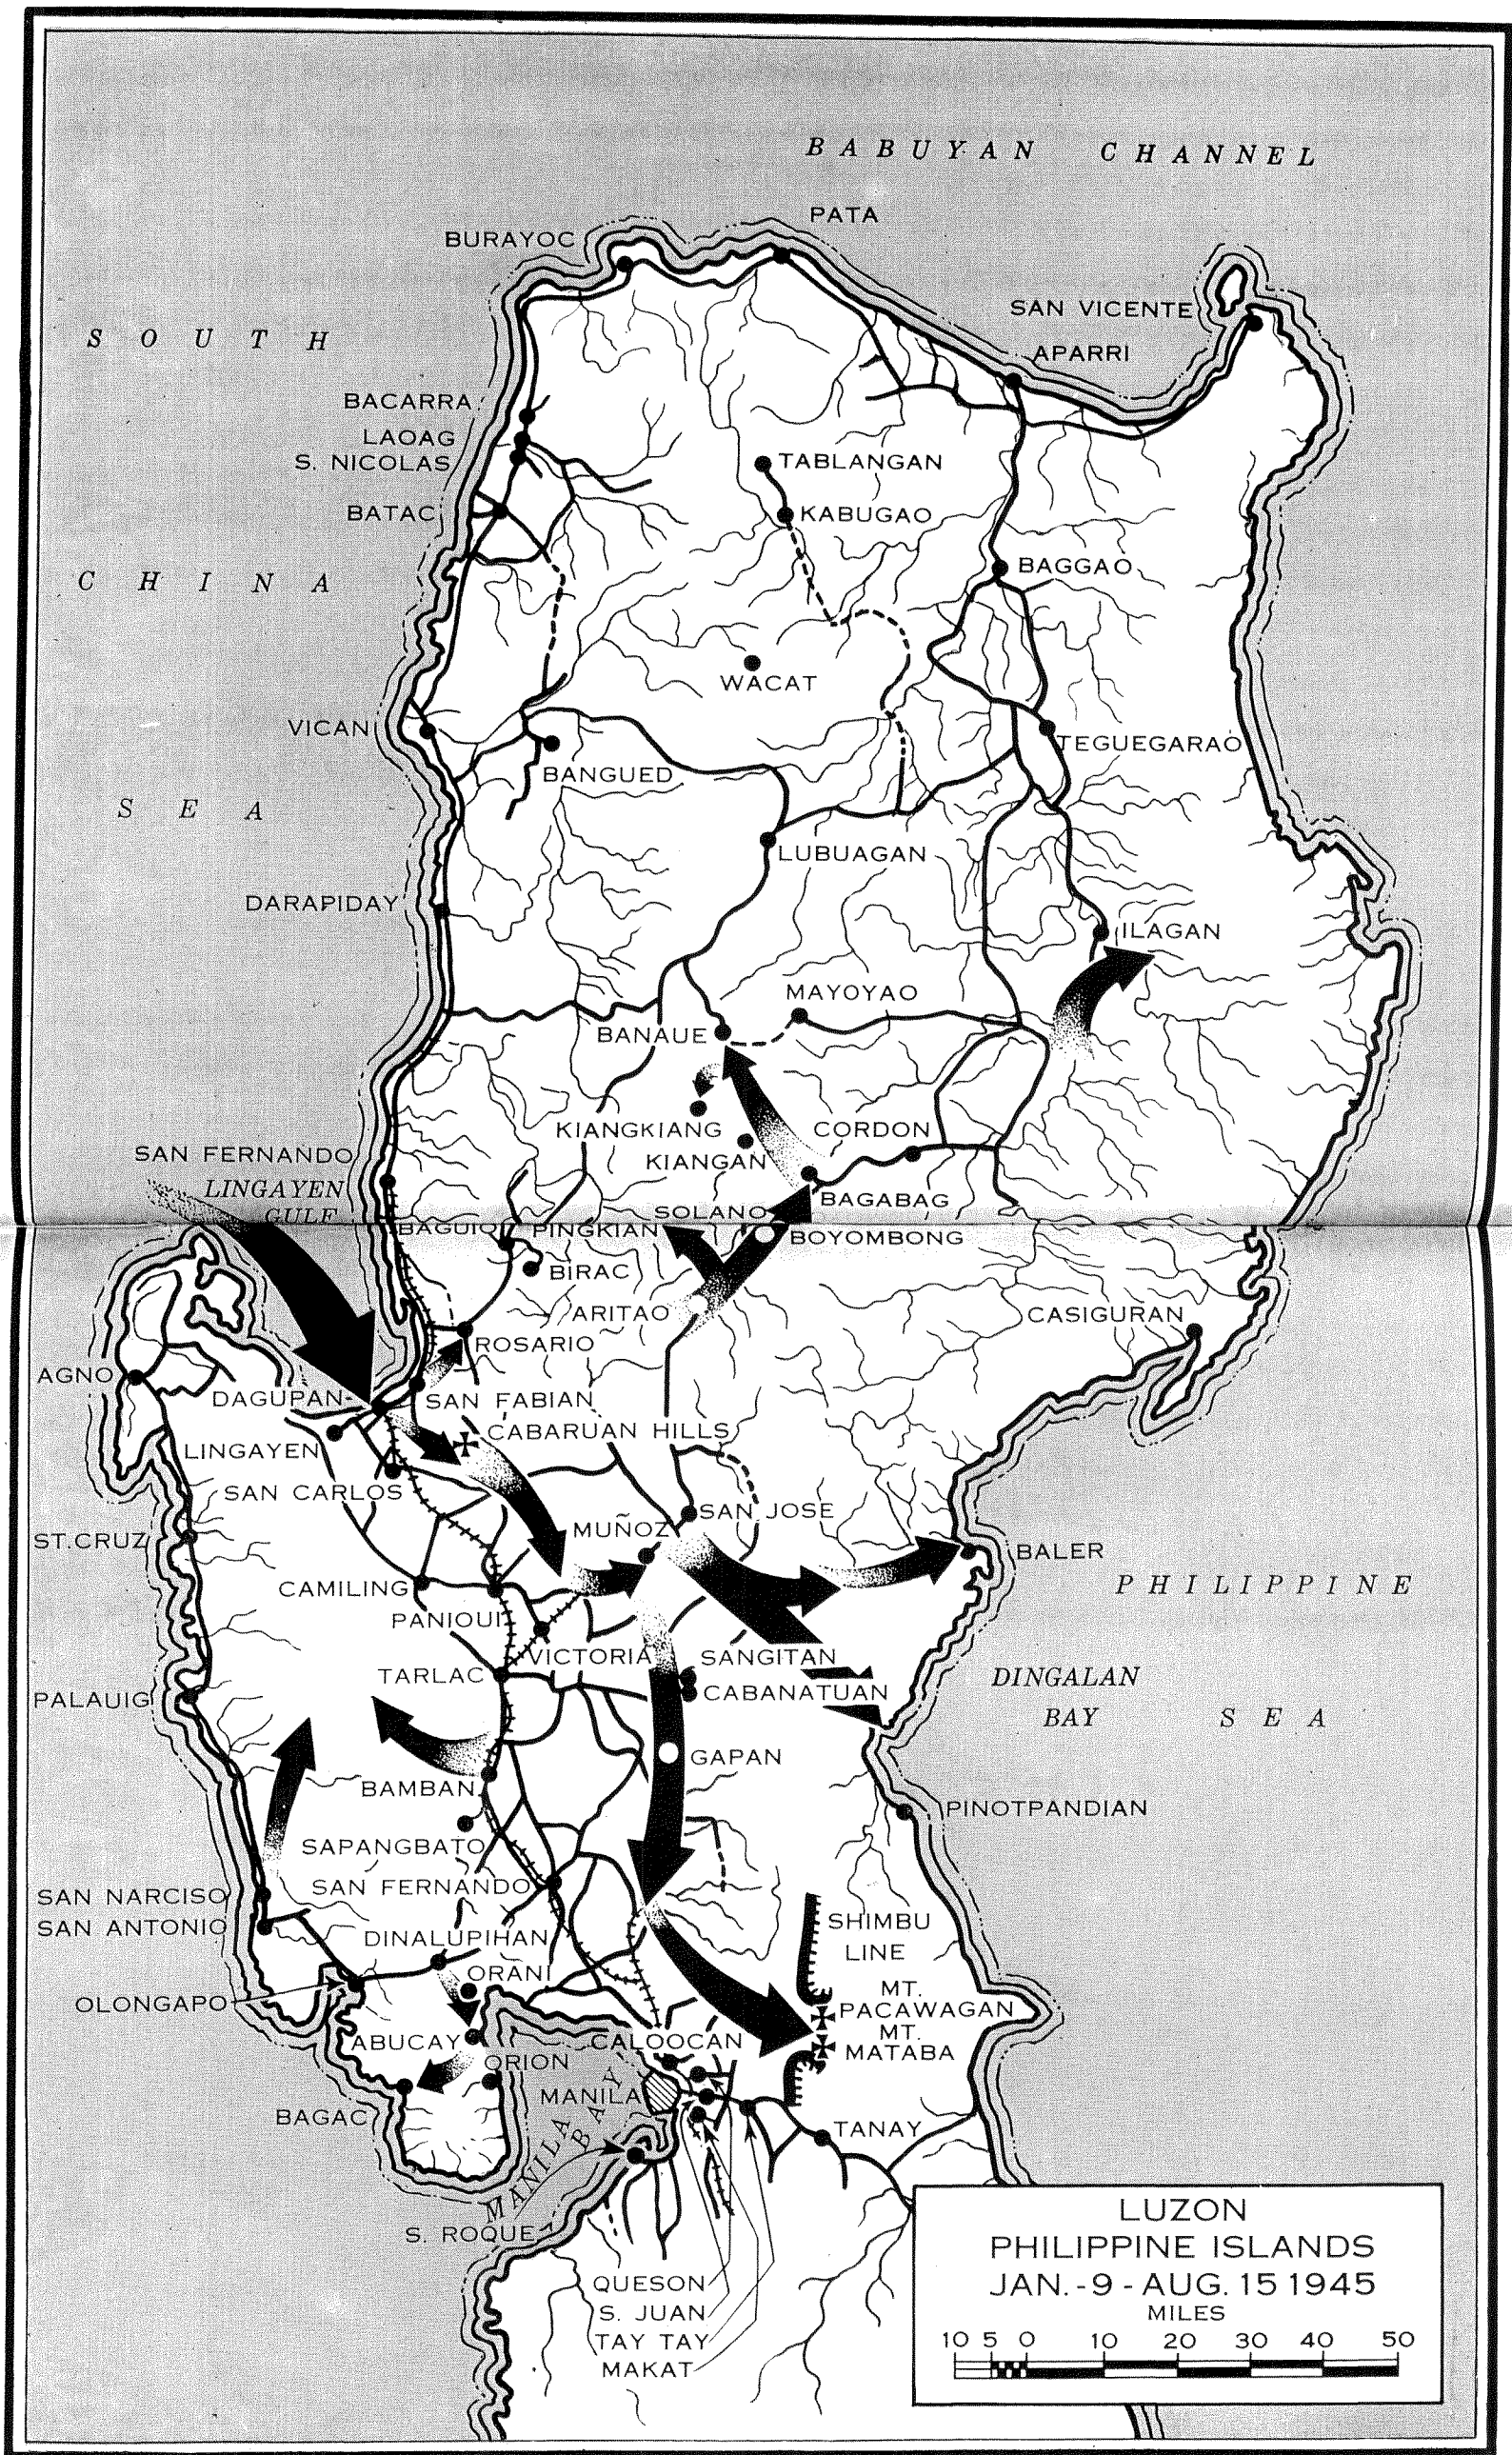 BABUYAN CHANNEL
PATA
BURAYOC
SAN VICENTE
APARRI
SOUTH
BACARRA
LAOAG
S. NICOLAS
TABLANGAN
BATAC
KABUGAO
BAGGAO
CHINA
WACAT
VICAN
TEGUEGARAO
BANGUED
SEA
LUBUAGAN
DARAPIDAY
ILAGAN
MAYOYAO
BANAUE
KIANGKIANG
CORDON
SAN FERNANDO
KIANGAN
LINGAYEN
GULF
BAGABAG
SOLANO
BAGUIO
PINGKIAN
BOYOMBONG
BIRAC
ARITAO
CASIGURAN
ROSARIO
AGNO
DAGUPAN
SAN FABIAN
CABARUAN HILLS
LINGAYEN
SAN CARLOS
SAN JOSE
MUÑOZ
ST. CRUZ
BALER
CAMILING
PHILIPPINE
PANIOUI
VICTORIA
SANGITAN
TARLAC
DINGALAN
CABANATUAN
PALAUIG
BAY
SEA
GAPAN
BAMBAN
PINOTPANDIAN
SAPANGBATO
SAN FERNANDO
SAN NARCISO
SAN ANTONIO
SHIMBU
LINE
DINALUPIHAN
ORANI
MT.
PACAWAGAN
OLONGAPO
MT.
MATABA
ABUCAY
CALOOCAN
ORION
MANILA
BAGAC
TANAY
MANILA
BAY
S. ROQUE
QUESON
S. JUAN
TAY TAY
MAKAT
LUZON
PHILIPPINE ISLANDS
JAN. - 9 - AUG. 15 1945
MILES
10 5 0 10 20 30 40 50